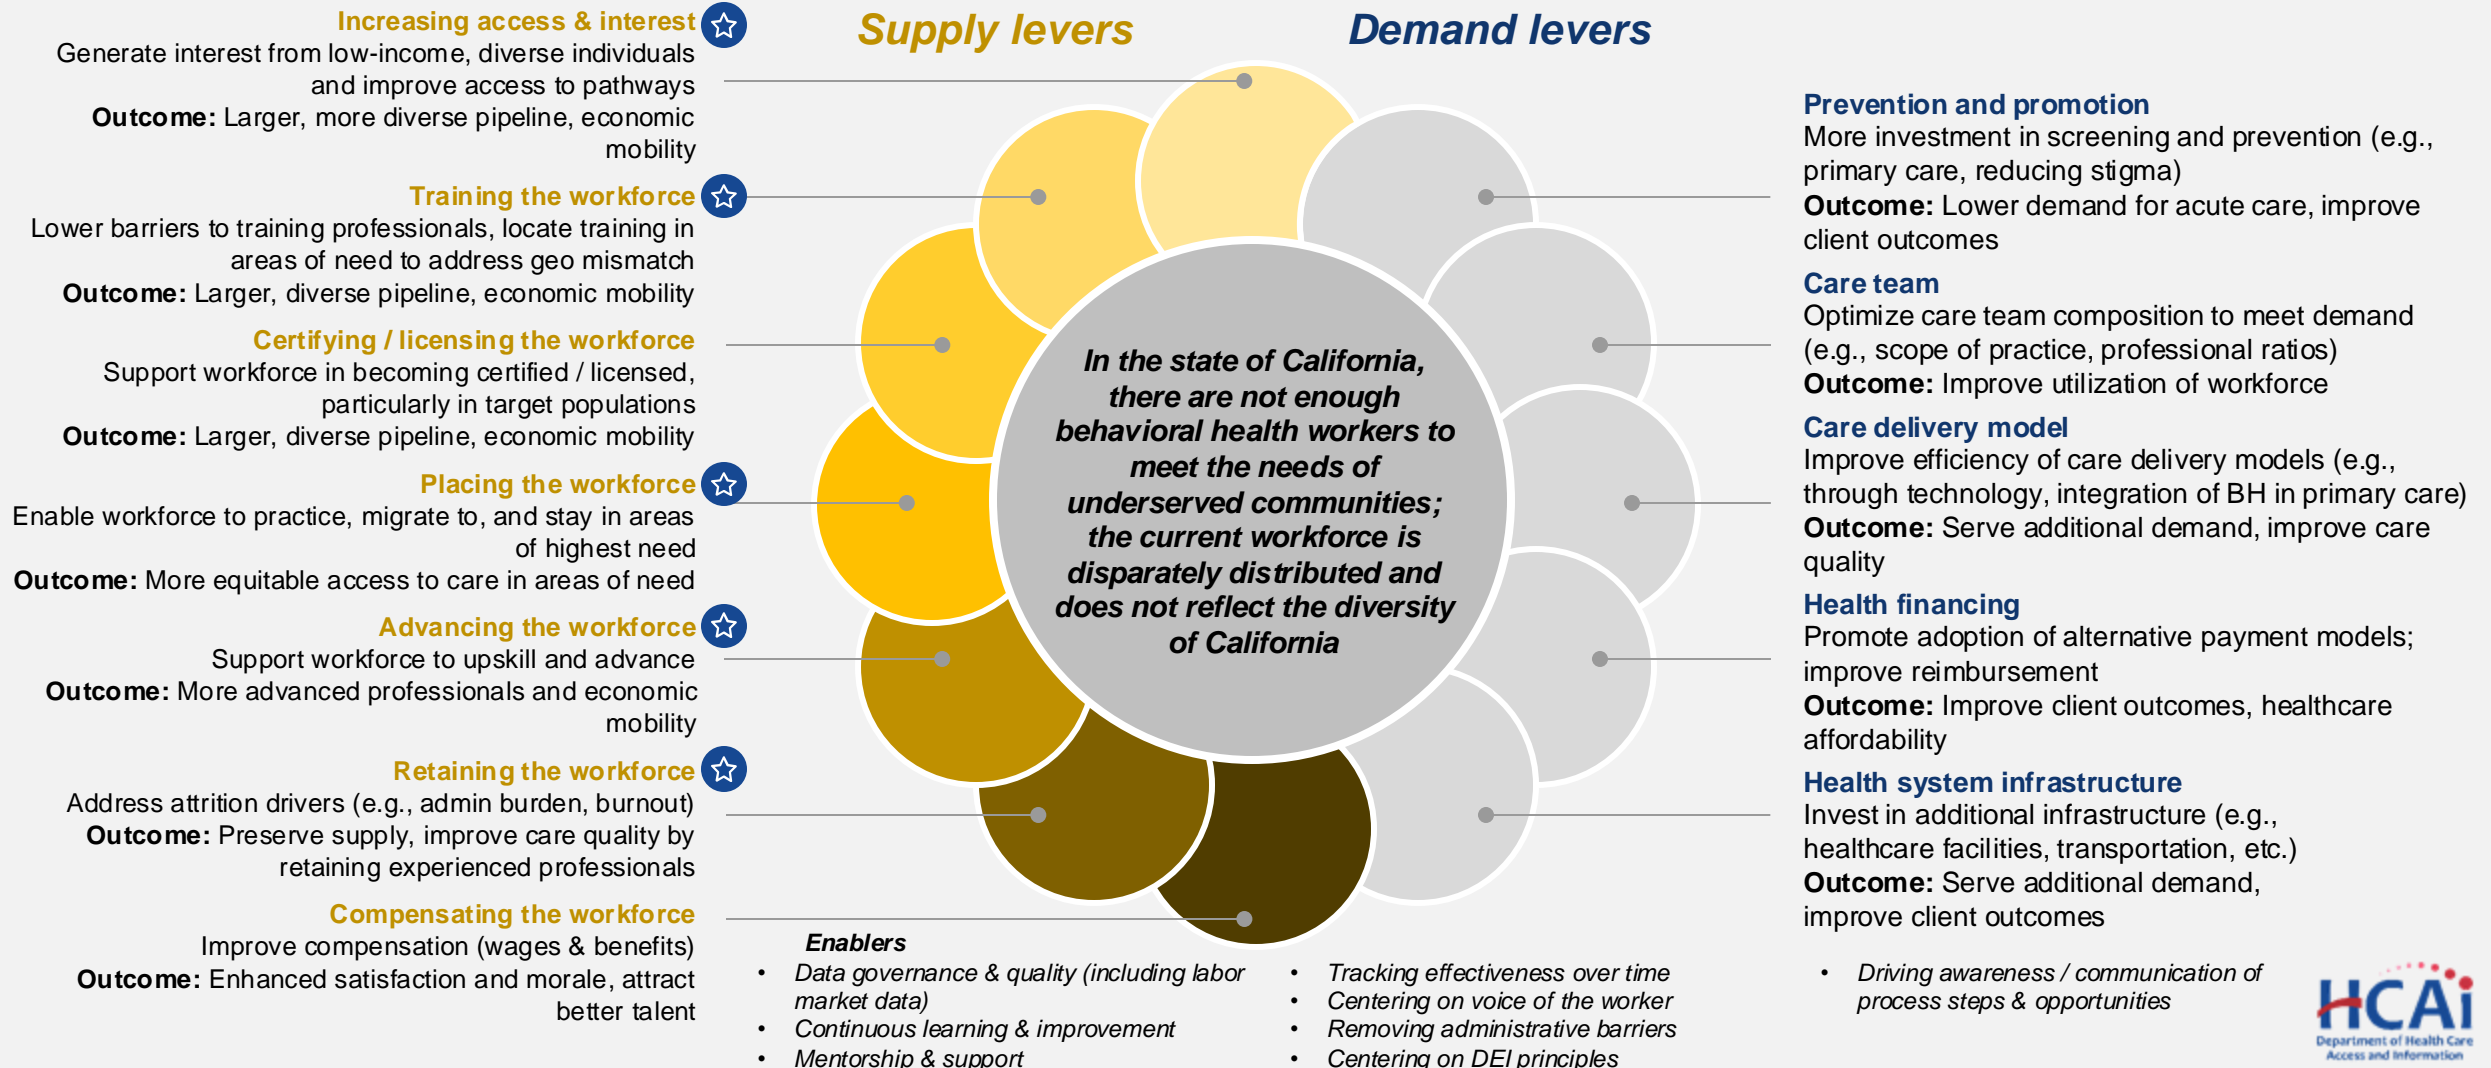 Supply levers
Demand levers
Increasing access & interest
Generate interest from low-income, diverse individuals
and improve access to pathways
Outcome: Larger, more diverse pipeline, economic
mobility
Training the workforce
Lower barriers to training professionals, locate training in
areas of need to address geo mismatch
Outcome: Larger, diverse pipeline, economic mobility
Certifying / licensing the workforce
Support workforce in becoming certified / licensed,
particularly in target populations
Outcome: Larger, diverse pipeline, economic mobility
Placing the workforce
Enable workforce to practice, migrate to, and stay in areas
of highest need
Outcome: More equitable access to care in areas of need
Advancing the workforce
Support workforce to upskill and advance
Outcome: More advanced professionals and economic
mobility
Retaining the workforce
Address attrition drivers (e.g., admin burden, burnout)
Outcome: Preserve supply, improve care quality by
retaining experienced professionals
Compensating the workforce
Improve compensation (wages & benefits)
Outcome: Enhanced satisfaction and morale, attract
better talent
In the state of California,
there are not enough
behavioral health workers to
meet the needs of
underserved communities;
the current workforce is
disparately distributed and
does not reflect the diversity
of California
Prevention and promotion
More investment in screening and prevention (e.g.,
primary care, reducing stigma)
Outcome: Lower demand for acute care, improve
client outcomes
Care team
Optimize care team composition to meet demand
(e.g., scope of practice, professional ratios)
Outcome: Improve utilization of workforce
Care delivery model
Improve efficiency of care delivery models (e.g.,
through technology, integration of BH in primary care)
Outcome: Serve additional demand, improve care
quality
Health financing
Promote adoption of alternative payment models;
improve reimbursement
Outcome: Improve client outcomes, healthcare
affordability
Health system infrastructure
Invest in additional infrastructure (e.g.,
healthcare facilities, transportation, etc.)
Outcome: Serve additional demand,
improve client outcomes
Enablers
• Data governance & quality (including labor
market data)
• Continuous learning & improvement
• Mentorship & support
• Tracking effectiveness over time
• Centering on voice of the worker
• Removing administrative barriers
• Centering on DEI principles
• Driving awareness / communication of
process steps & opportunities
HCAi
Department of Health Care
Access and Information